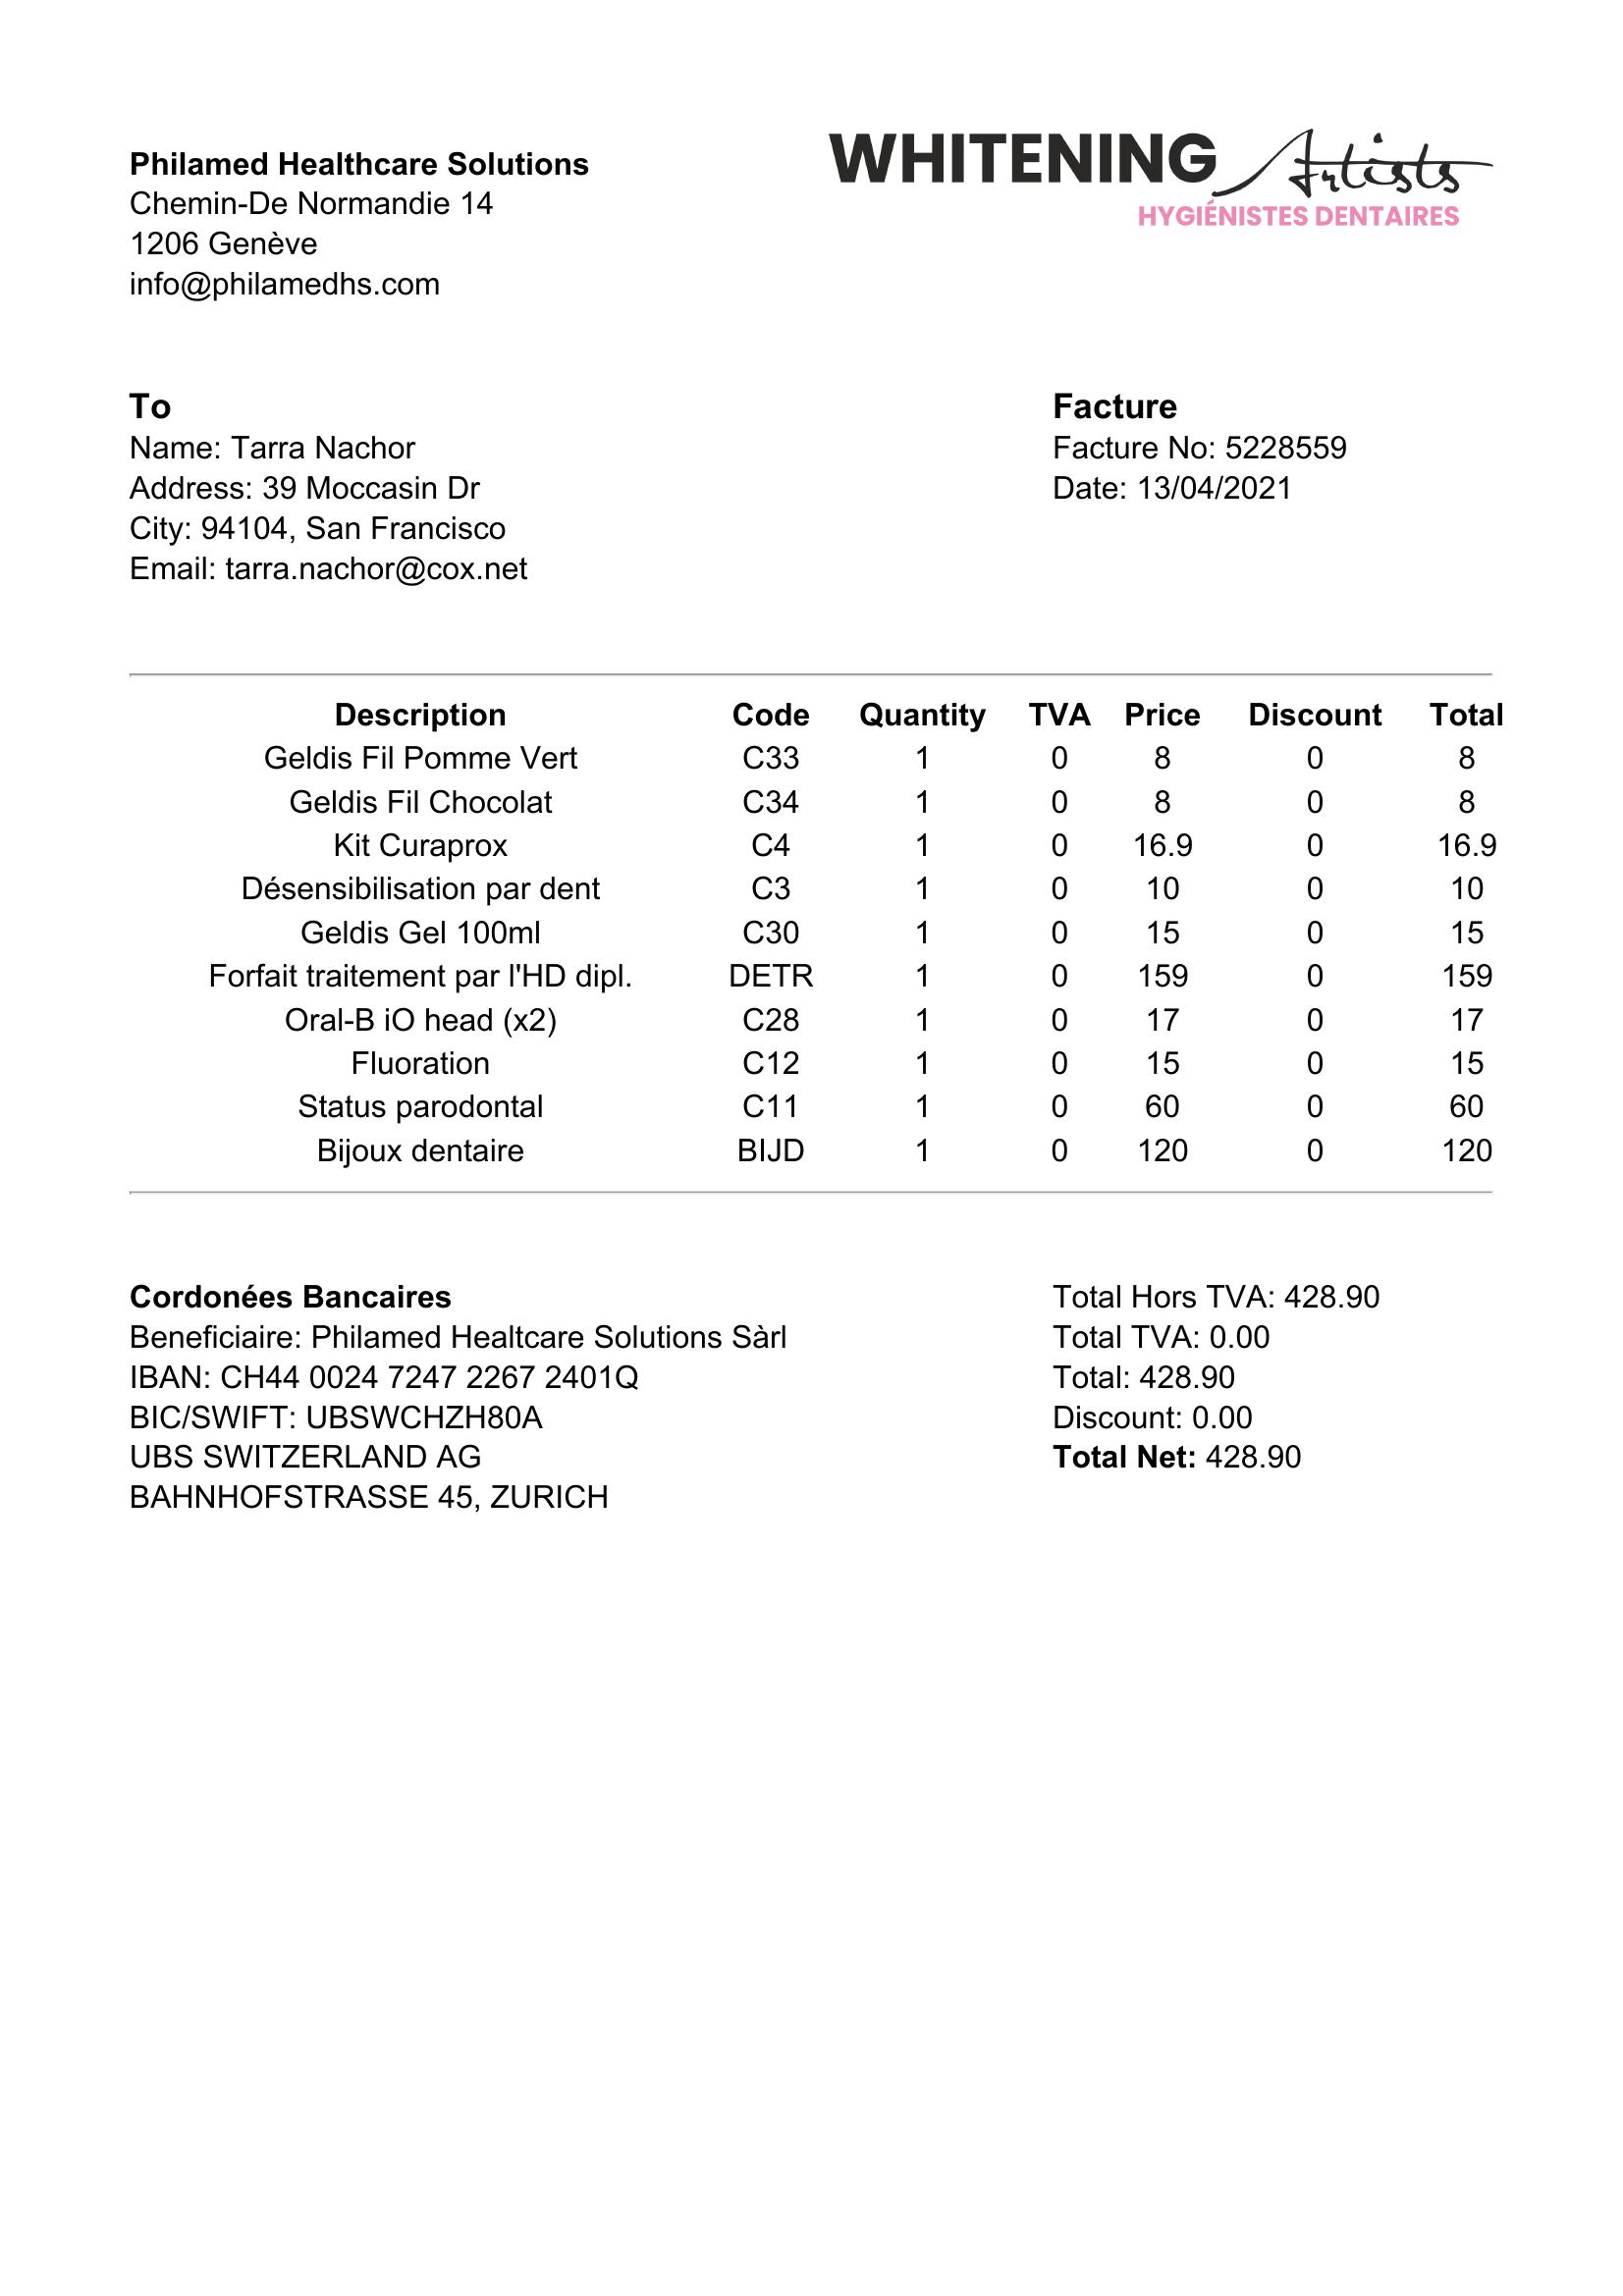 Philamed Healthcare Solutions
Chemin-De Normandie 14
1206 Genève
info@philamedhs.com
WHITENING Artists
HYGIÉNISTES DENTAIRES
To
Name: Tarra Nachor
Address: 39 Moccasin Dr
City: 94104, San Francisco
Email: tarra.nachor@cox.net
Facture
Facture No: 5228559
Date: 13/04/2021
Description Code Quantity TVA Price Discount Total
Geldis Fil Pomme Vert C33 1 0 8 0 8
Geldis Fil Chocolat C34 1 0 8 0 8
Kit Curaprox C4 1 0 16.9 0 16.9
Désensibilisation par dent C3 1 0 10 0 10
Geldis Gel 100ml C30 1 0 15 0 15
Forfait traitement par l'HD dipl. DETR 1 0 159 0 159
Oral-B iO head (x2) C28 1 0 17 0 17
Fluoration C12 1 0 15 0 15
Status parodontal C11 1 0 60 0 60
Bijoux dentaire BIJD 1 0 120 0 120
Cordonées Bancaires
Beneficiaire: Philamed Healtcare Solutions Sàrl
IBAN: CH44 0024 7247 2267 2401Q
BIC/SWIFT: UBSWCHZH80A
UBS SWITZERLAND AG
BAHNHOFSTRASSE 45, ZURICH
Total Hors TVA: 428.90
Total TVA: 0.00
Total: 428.90
Discount: 0.00
Total Net: 428.90